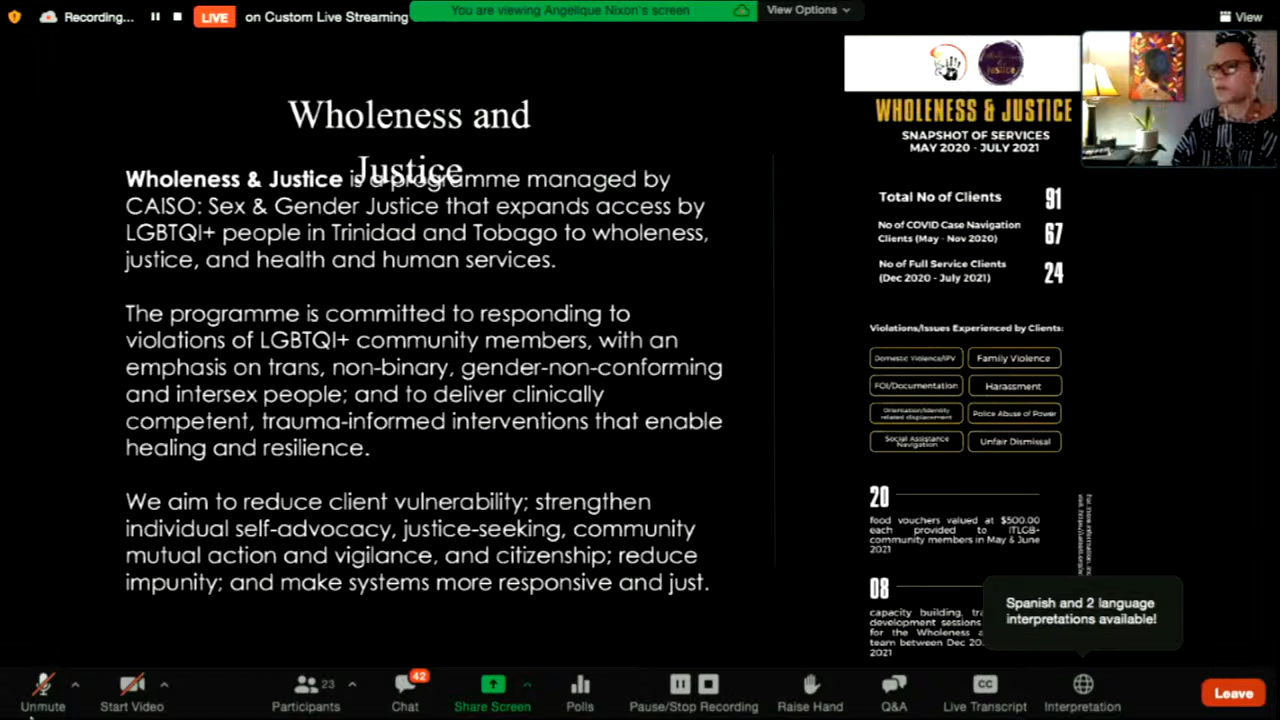 Recording...
LIVE
on Custom Live Streaming
You are viewing Angelique Nixon's screen
View Options
View
Wholeness and
Justice
Wholeness & Justice is a programme managed by
CAISO: Sex & Gender Justice that expands access by
LGBTQI+ people in Trinidad and Tobago to wholeness,
justice, and health and human services.
The programme is committed to responding to
violations of LGBTQI+ community members, with an
emphasis on trans, non-binary, gender-non-conforming
and intersex people; and to deliver clinically
competent, trauma-informed interventions that enable
healing and resilience.
We aim to reduce client vulnerability; strengthen
individual self-advocacy, justice-seeking, community
mutual action and vigilance, and citizenship; reduce
impunity; and make systems more responsive and just.
WHOLENESS & JUSTICE
SNAPSHOT OF SERVICES
MAY 2020 - JULY 2021
Total No of Clients 91
No of COVID Case Navigation
Clients (May - Nov 2020) 67
No of Full Service Clients
(Dec 2020 - July 2021) 24
Violations/Issues Experienced by Clients:
Domestic Violence/IPV
Family Violence
FOI/Documentation
Harassment
Orientation/Identity
related displacement
Police Abuse of Power
Social Assistance
Navigation
Unfair Dismissal
20
food vouchers valued at $500.00
each provided to ITLGB+
community members in May & June
2021
08
capacity building,
development sessions
for the Wholeness
team between Dec
2021
For more information
Spanish and 2 language
interpretations available!
Unmute
Start Video
23
Participants
42
Chat
Share Screen
Polls
Pause/Stop Recording
Raise Hand
Q&A
CC
Live Transcript
Interpretation
Leave